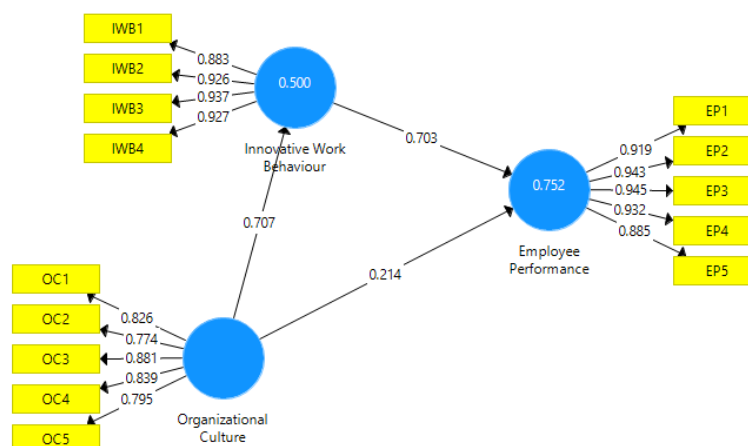 IWB1
IWB2
IWB3
IWB4
0.883
0.926
0.937
0.927
0.500
Innovative Work
Behaviour
0.703
0.707
0.214
0.752
Employee
Performance
0.919
0.943
0.945
0.932
0.885
EP1
EP2
EP3
EP4
EP5
OC1
OC2
OC3
OC4
OC5
0.826
0.774
0.881
0.839
0.795
Organizational
Culture